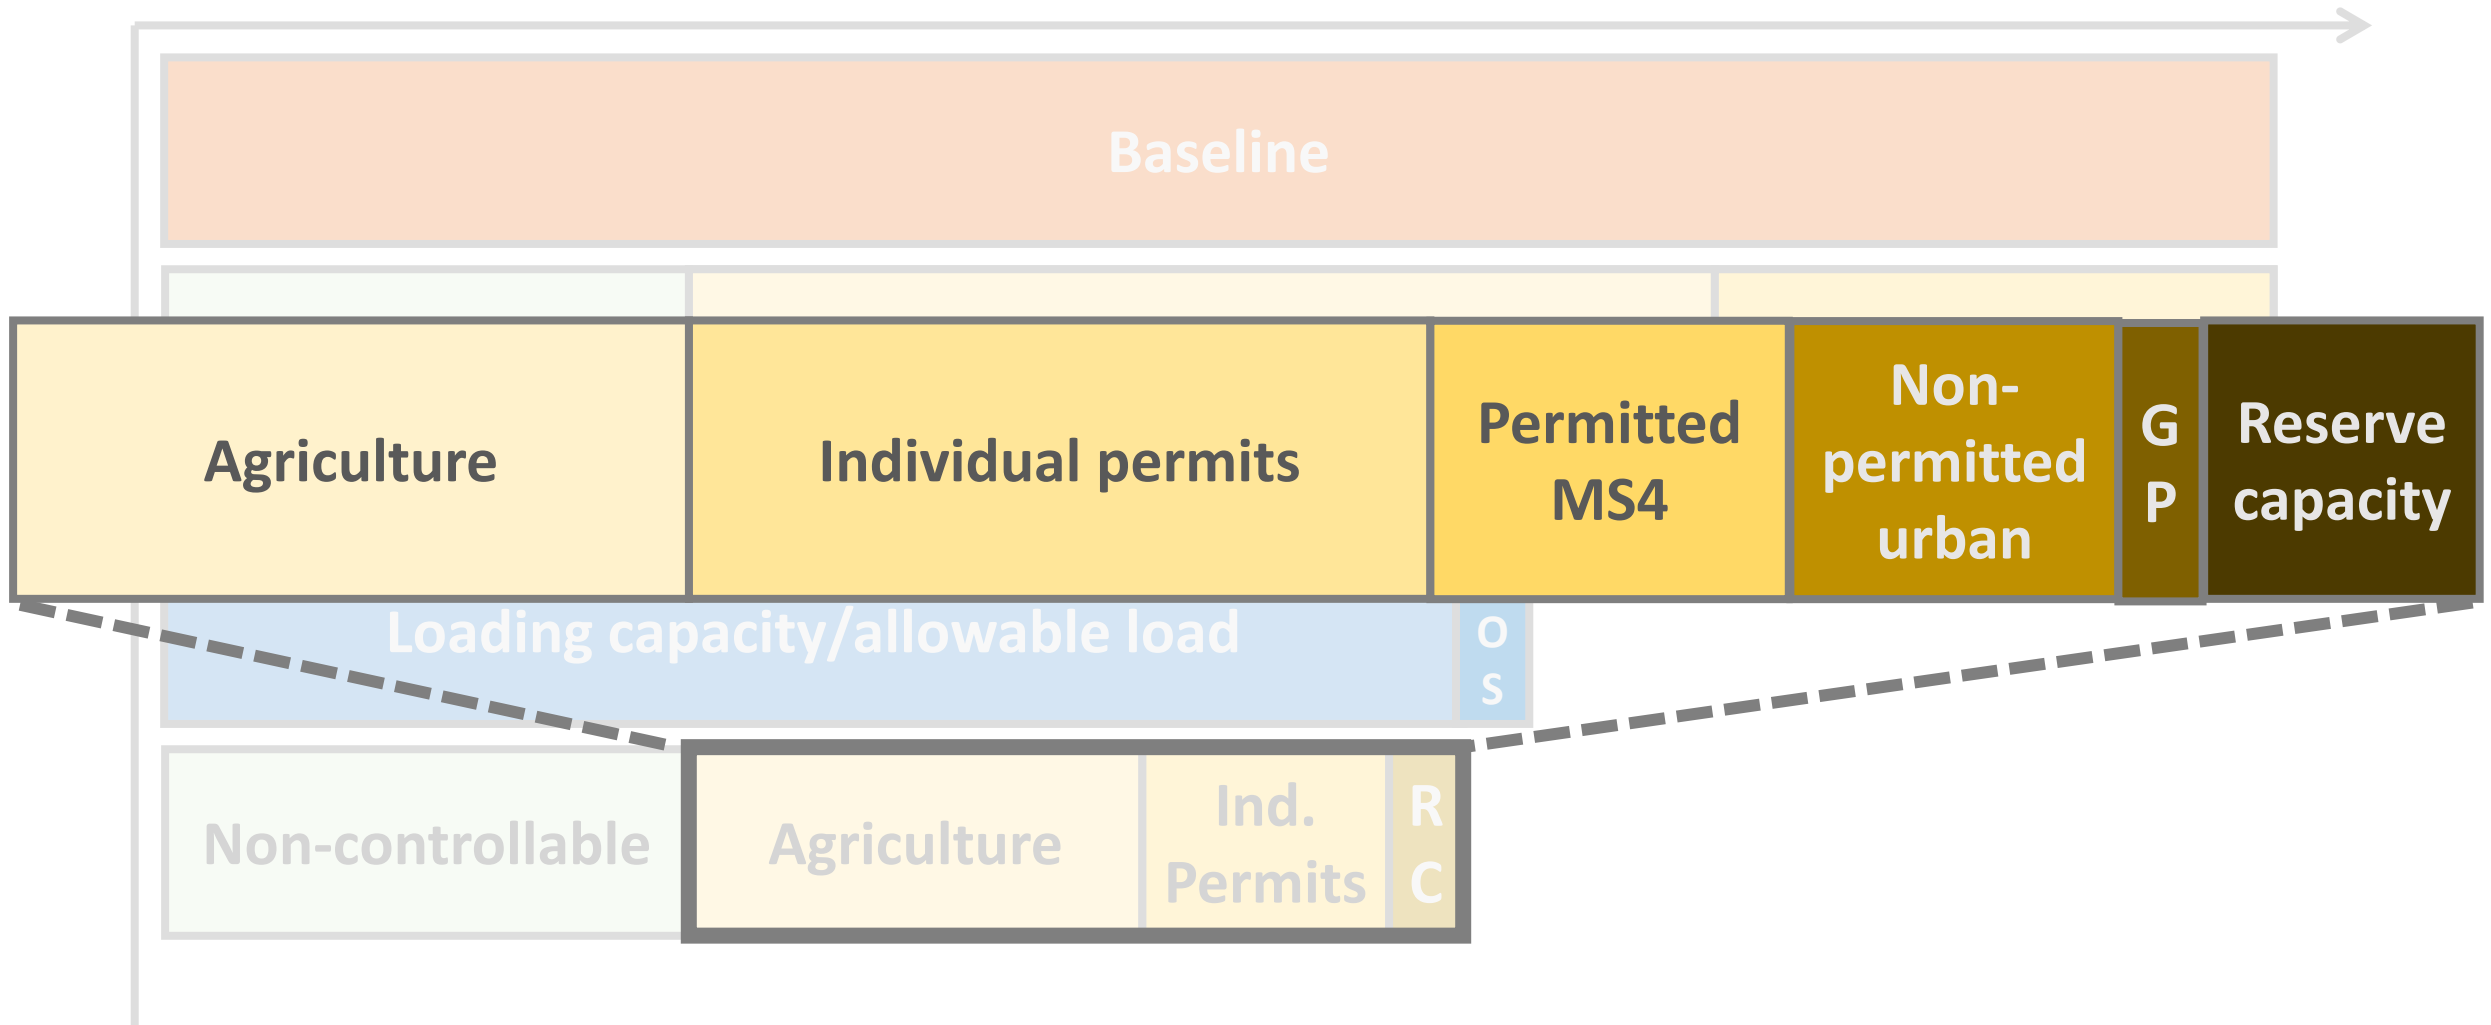 Baseline
Agriculture
Individual permits
Permitted
MS4
Non-
permitted
urban
G
P
Reserve
capacity
Loading capacity/allowable load
O
S
Non-controllable
Agriculture
Ind.
Permits
R
C